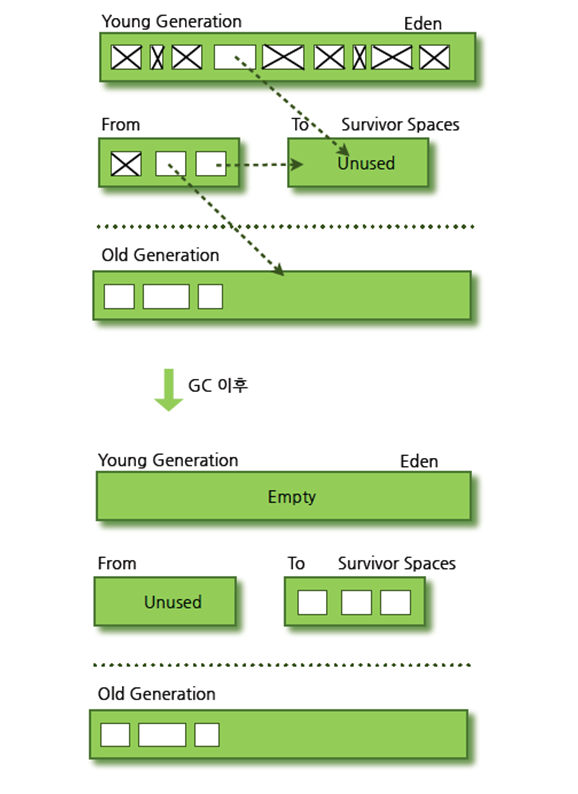 Young Generation Eden
From To Survivor Spaces
Unused
Old Generation
GC 이후
Young Generation Eden
Empty
From To Survivor Spaces
Unused
Old Generation